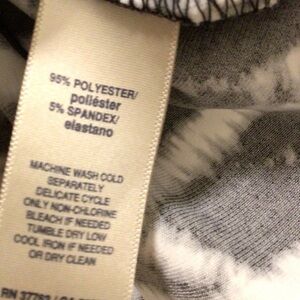 95% POLYESTER/
poliéster
5% SPANDEX/
elastano
MACHINE WASH COLD
SEPARATELY
DELICATE CYCLE
ONLY NON-CHLORINE
BLEACH IF NEEDED
TUMBLE DRY LOW
COOL IRON IF NEEDED
OR DRY CLEAN
RN